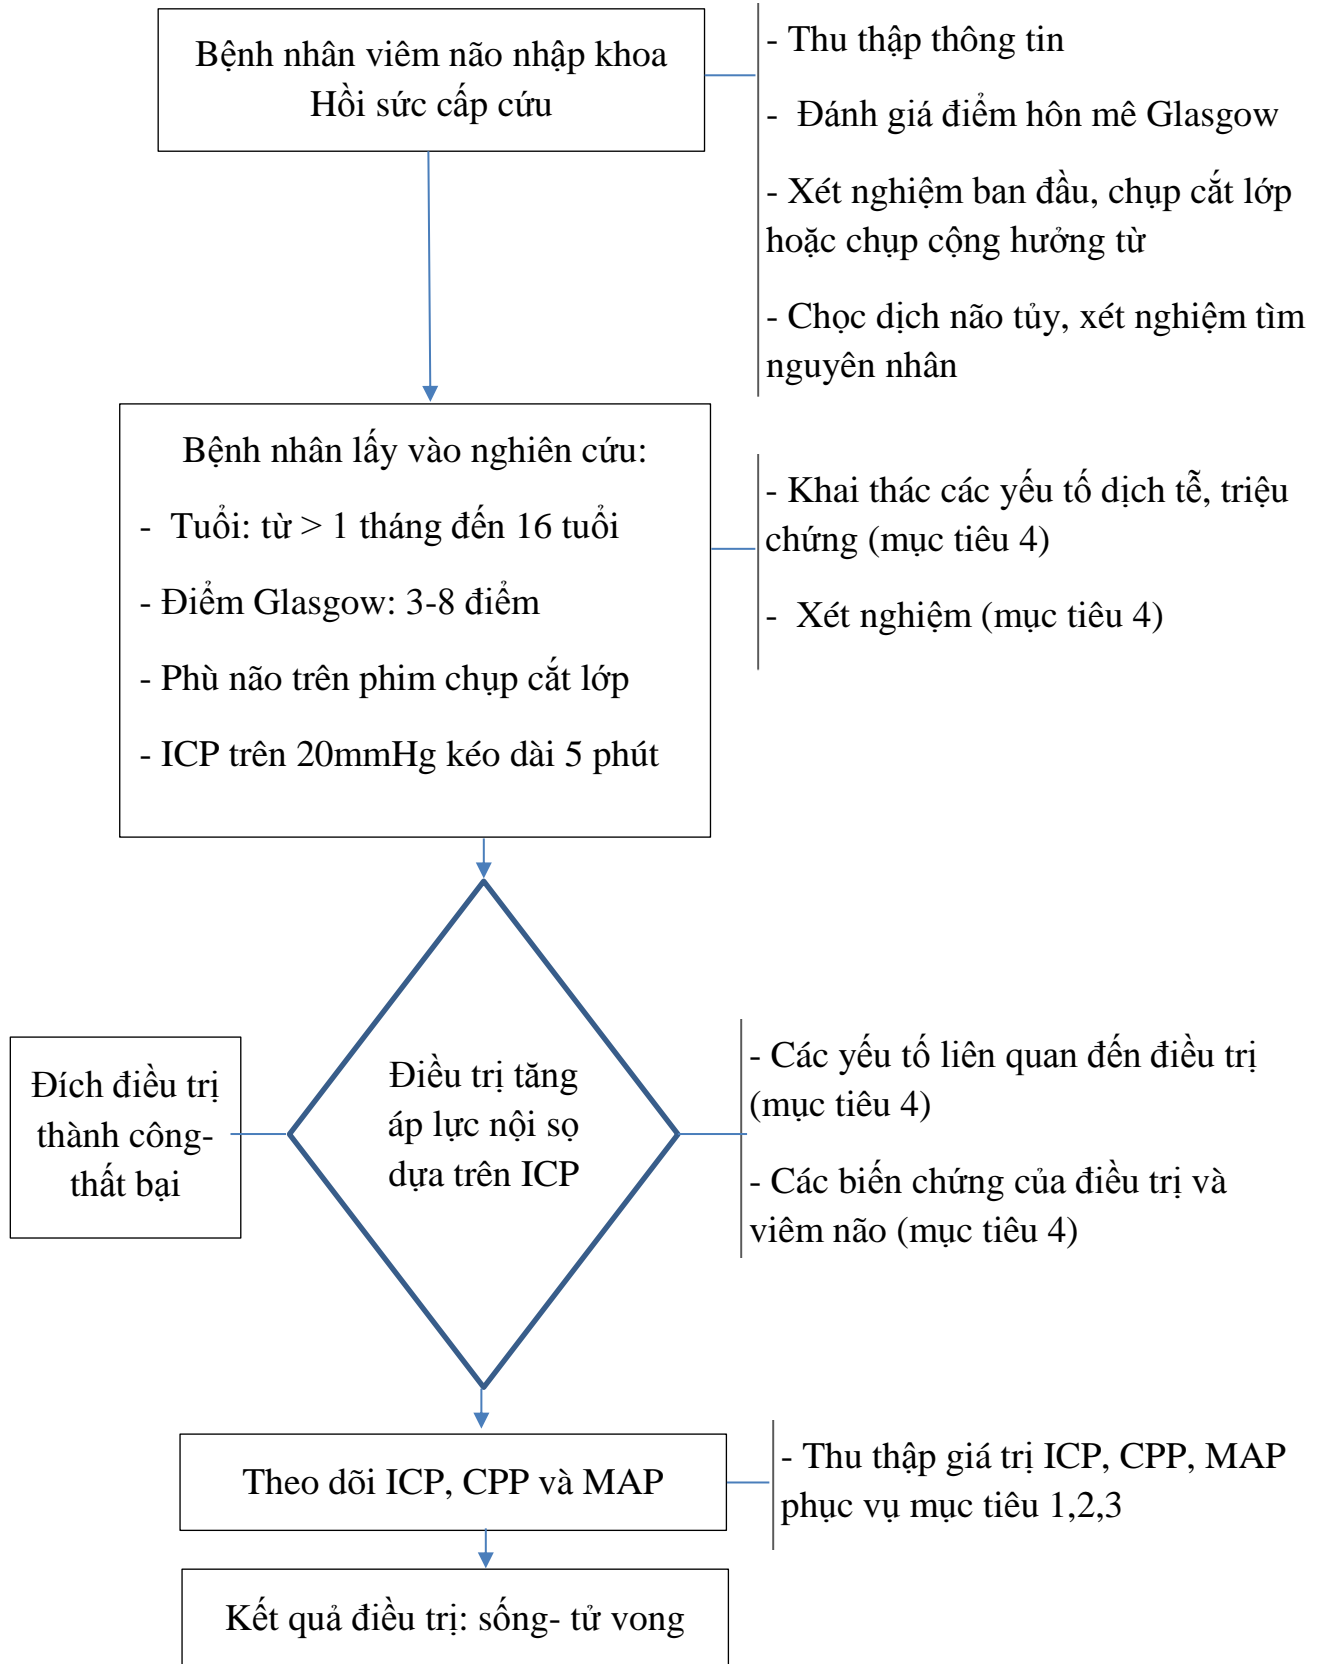 Bệnh nhân viêm não nhập khoa
Hồi sức cấp cứu
- Thu thập thông tin
- Đánh giá điểm hôn mê Glasgow
- Xét nghiệm ban đầu, chụp cắt lớp
hoặc chụp cộng hưởng từ
- Chọc dịch não tủy, xét nghiệm tìm
nguyên nhân
Bệnh nhân lấy vào nghiên cứu:
- Tuổi: từ > 1 tháng đến 16 tuổi
- Điểm Glasgow: 3-8 điểm
- Phù não trên phim chụp cắt lớp
- ICP trên 20mmHg kéo dài 5 phút
- Khai thác các yếu tố dịch tễ, triệu
chứng (mục tiêu 4)
- Xét nghiệm (mục tiêu 4)
Đích điều trị
thành công-
thất bại
Điều trị tăng
áp lực nội sọ
dựa trên ICP
- Các yếu tố liên quan đến điều trị
(mục tiêu 4)
- Các biến chứng của điều trị và
viêm não (mục tiêu 4)
Theo dõi ICP, CPP và MAP
- Thu thập giá trị ICP, CPP, MAP
phục vụ mục tiêu 1,2,3
Kết quả điều trị: sống- tử vong